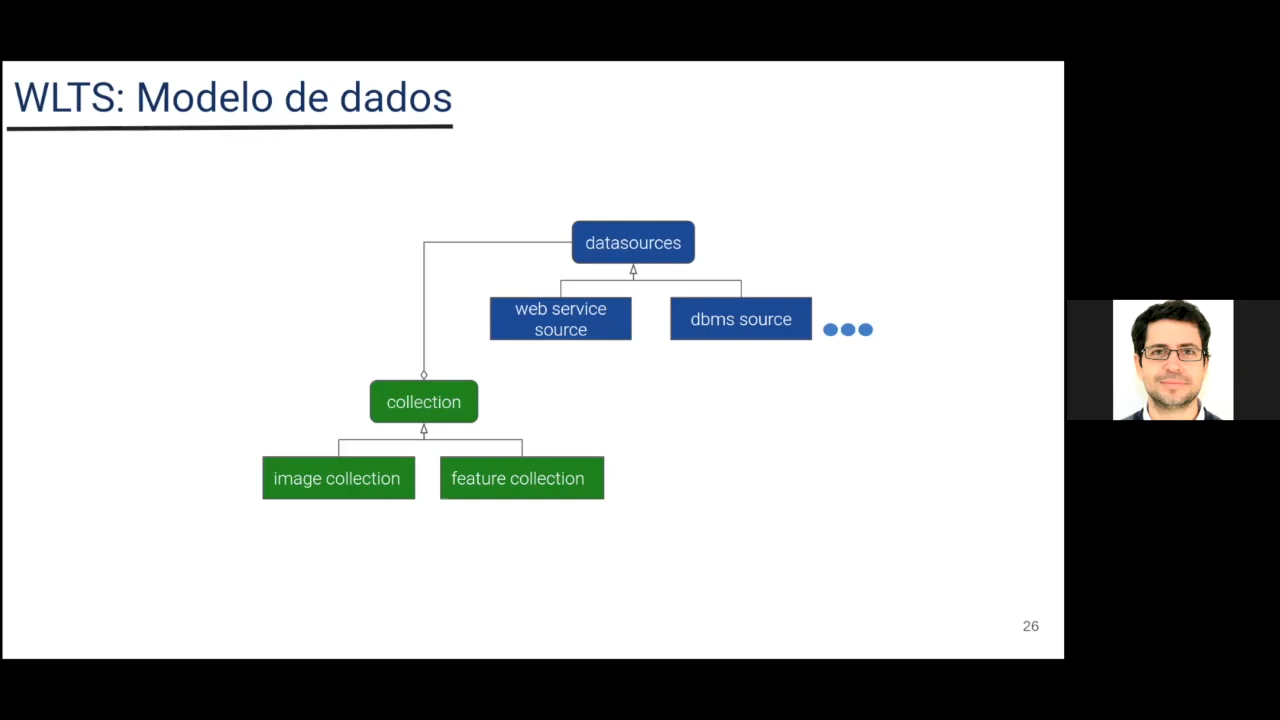 WLTS: Modelo de dados
datasources
web service
source
dbms source
collection
image collection
feature collection
26